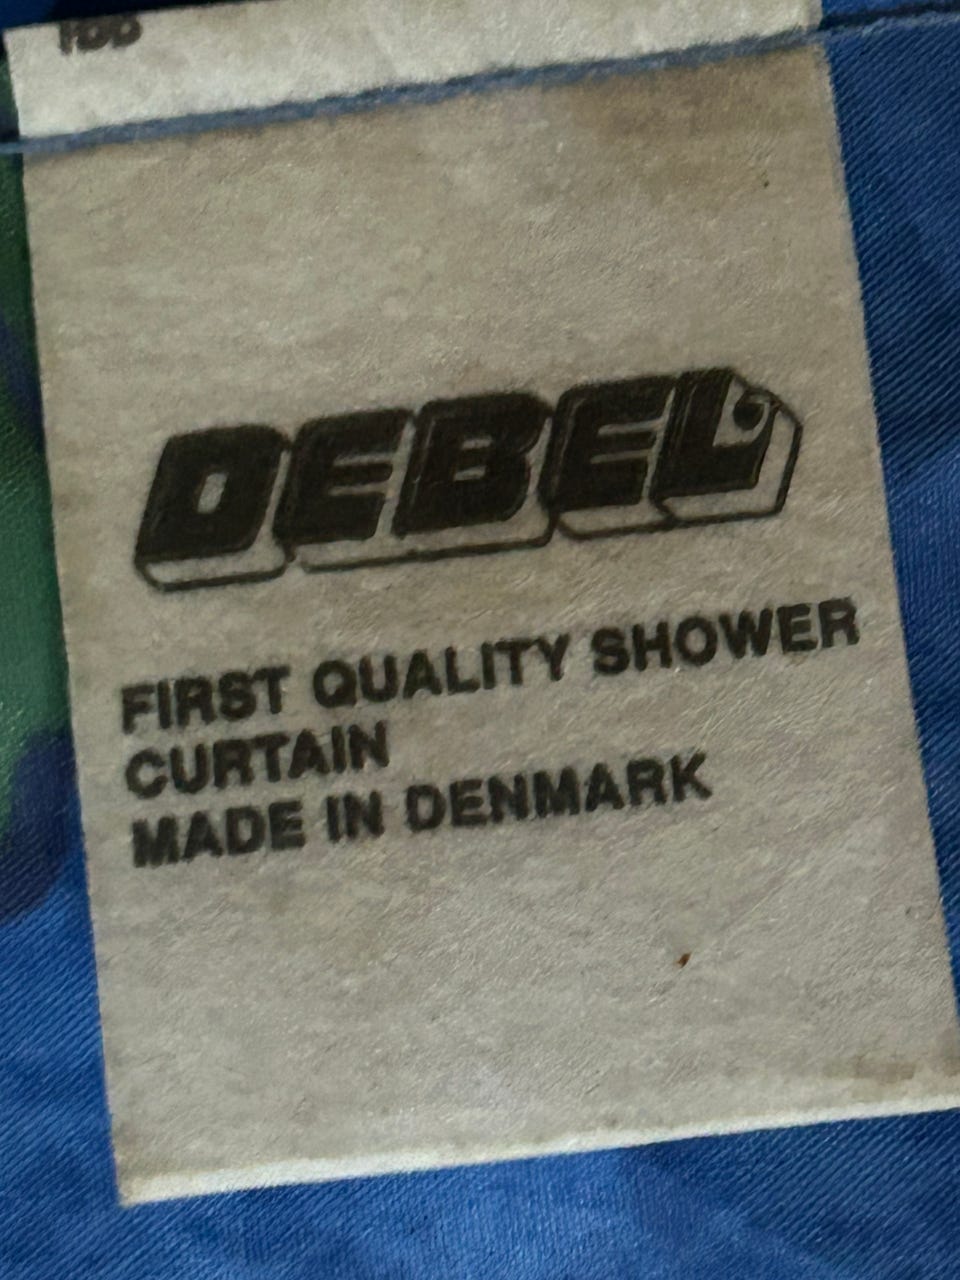 DEBEL
FIRST QUALITY SHOWER
CURTAIN
MADE IN DENMARK